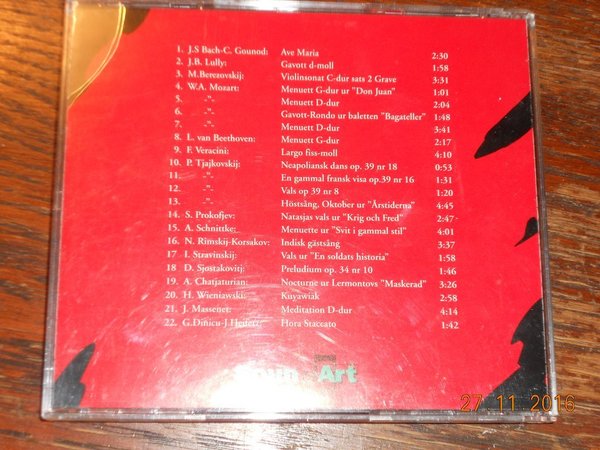 1. J.S Bach-C. Gounod: Ave Maria 2:30
2. J.B. Lully: Gavott d-moll 1:58
3. M.Berezovskij: Violinsonat C-dur sats 2 Grave 3:31
4. W.A. Mozart: Menuett G-dur ur "Don Juan" 1:01
5. -"- Menuett D-dur 2:04
6. -"- Gavott-Rondo ur baletten "Bagateller" 1:48
7. -"- Menuett D-dur 3:41
8. L. van Beethoven: Menuett G-dur 2:17
9. F. Veracini: Largo fiss-moll 4:10
10. P. Tjajkovskij: Neapoliansk dans op. 39 nr 18 0:53
11. -"- En gammal fransk visa op.39 nr 16 1:31
12. -"- Vals op 39 nr 8 1:20
13. -"- Höstsång, Oktober ur "Årstiderna" 4:45
14. S. Prokofjev: Natasjas vals ur "Krig och Fred" 2:47
15. A. Schnittke: Menuette ur "Svit i gammal stil" 4:01
16. N. Rimskij-Korsakov: Indisk gästsång 3:37
17. I. Stravinskij: Vals ur "En soldats historia" 1:58
18. D. Sjostakovitj: Preludium op. 34 nr 10 1:46
19. A. Chatjaturian: Nocturne ur Lermontovs "Maskerad" 3:26
20. H. Wieniawski: Kuyawiak 2:58
21. J. Massenet: Meditation D-dur 4:14
22. G.Dinicu-J.Heifetz: Hora Staccato 1:42
Art
27.11.2016